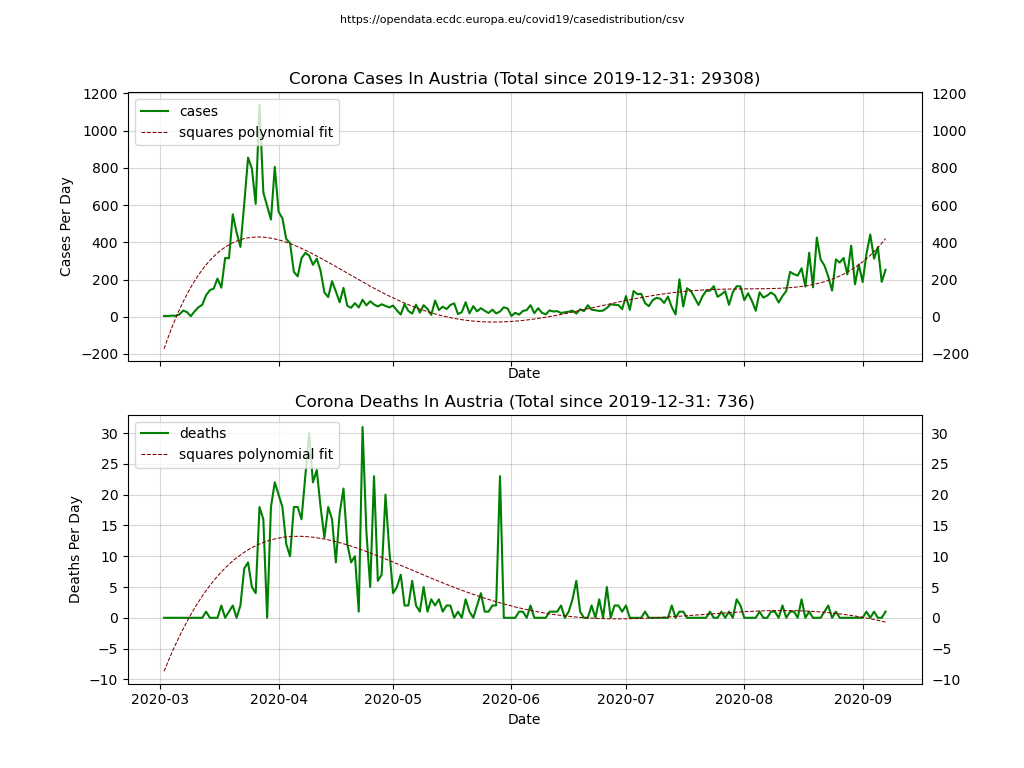 https://opendata.ecdc.europa.eu/covid19/casedistribution/csv
Corona Cases In Austria (Total since 2019-12-31: 29308)
cases
squares polynomial fit
Cases Per Day
1200 1200
1000 1000
800 800
600 600
400 400
200 200
0 0
−200 −200
Date
Corona Deaths In Austria (Total since 2019-12-31: 736)
deaths
squares polynomial fit
Deaths Per Day
30 30
25 25
20 20
15 15
10 10
5 5
0 0
−5 −5
−10 −10
2020-03 2020-04 2020-05 2020-06 2020-07 2020-08 2020-09
Date